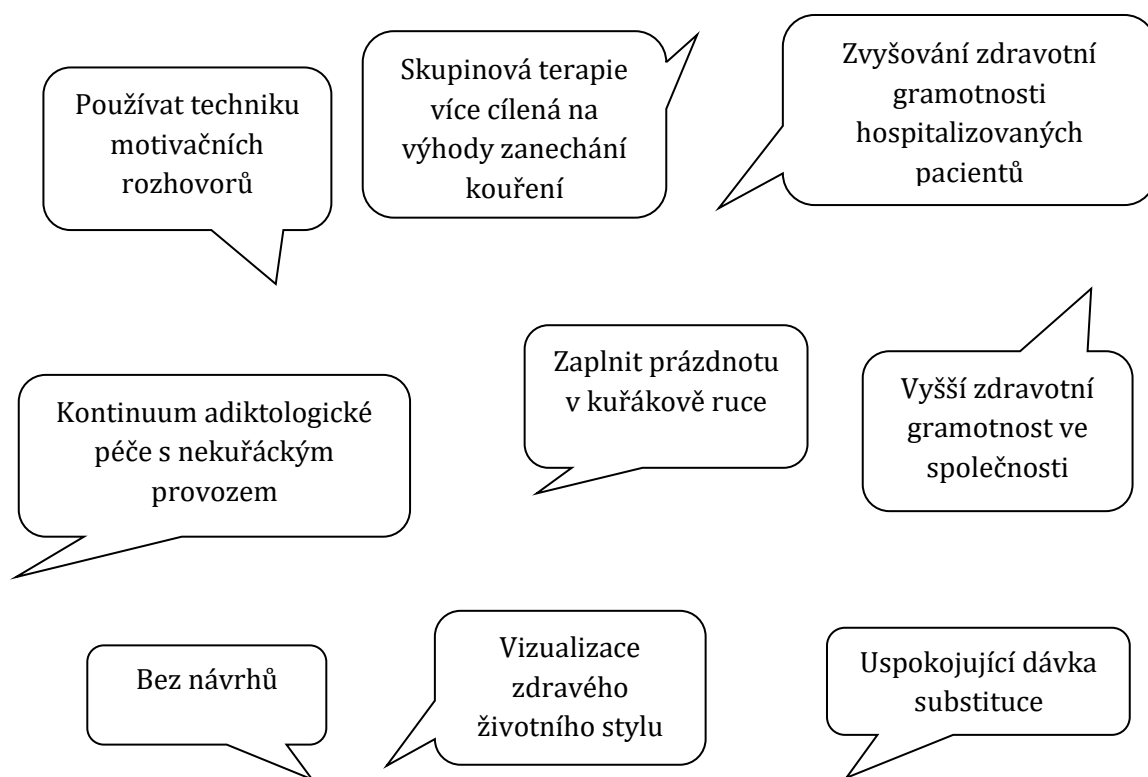 Používat techniku
motivačních
rozhovorů
Skupinová terapie
více cílená na
výhody zanechání
kouření
Zvyšování zdravotní
gramotnosti
hospitalizovaných
pacientů
Kontinuum adiktologické
péče s nekuřáckým
provozem
Zaplnit prázdnotu
v kuřákově ruce
Vyšší zdravotní
gramotnost ve
společnosti
Bez návrhů
Vizualizace
zdravého
životního stylu
Uspokojující dávka
substituce